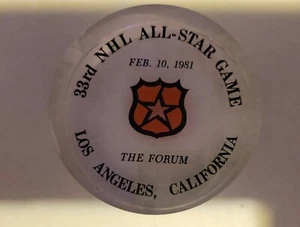 33rd NHL ALL-STAR GAME
FEB. 10, 1981
THE FORUM
LOS ANGELES, CALIFORNIA